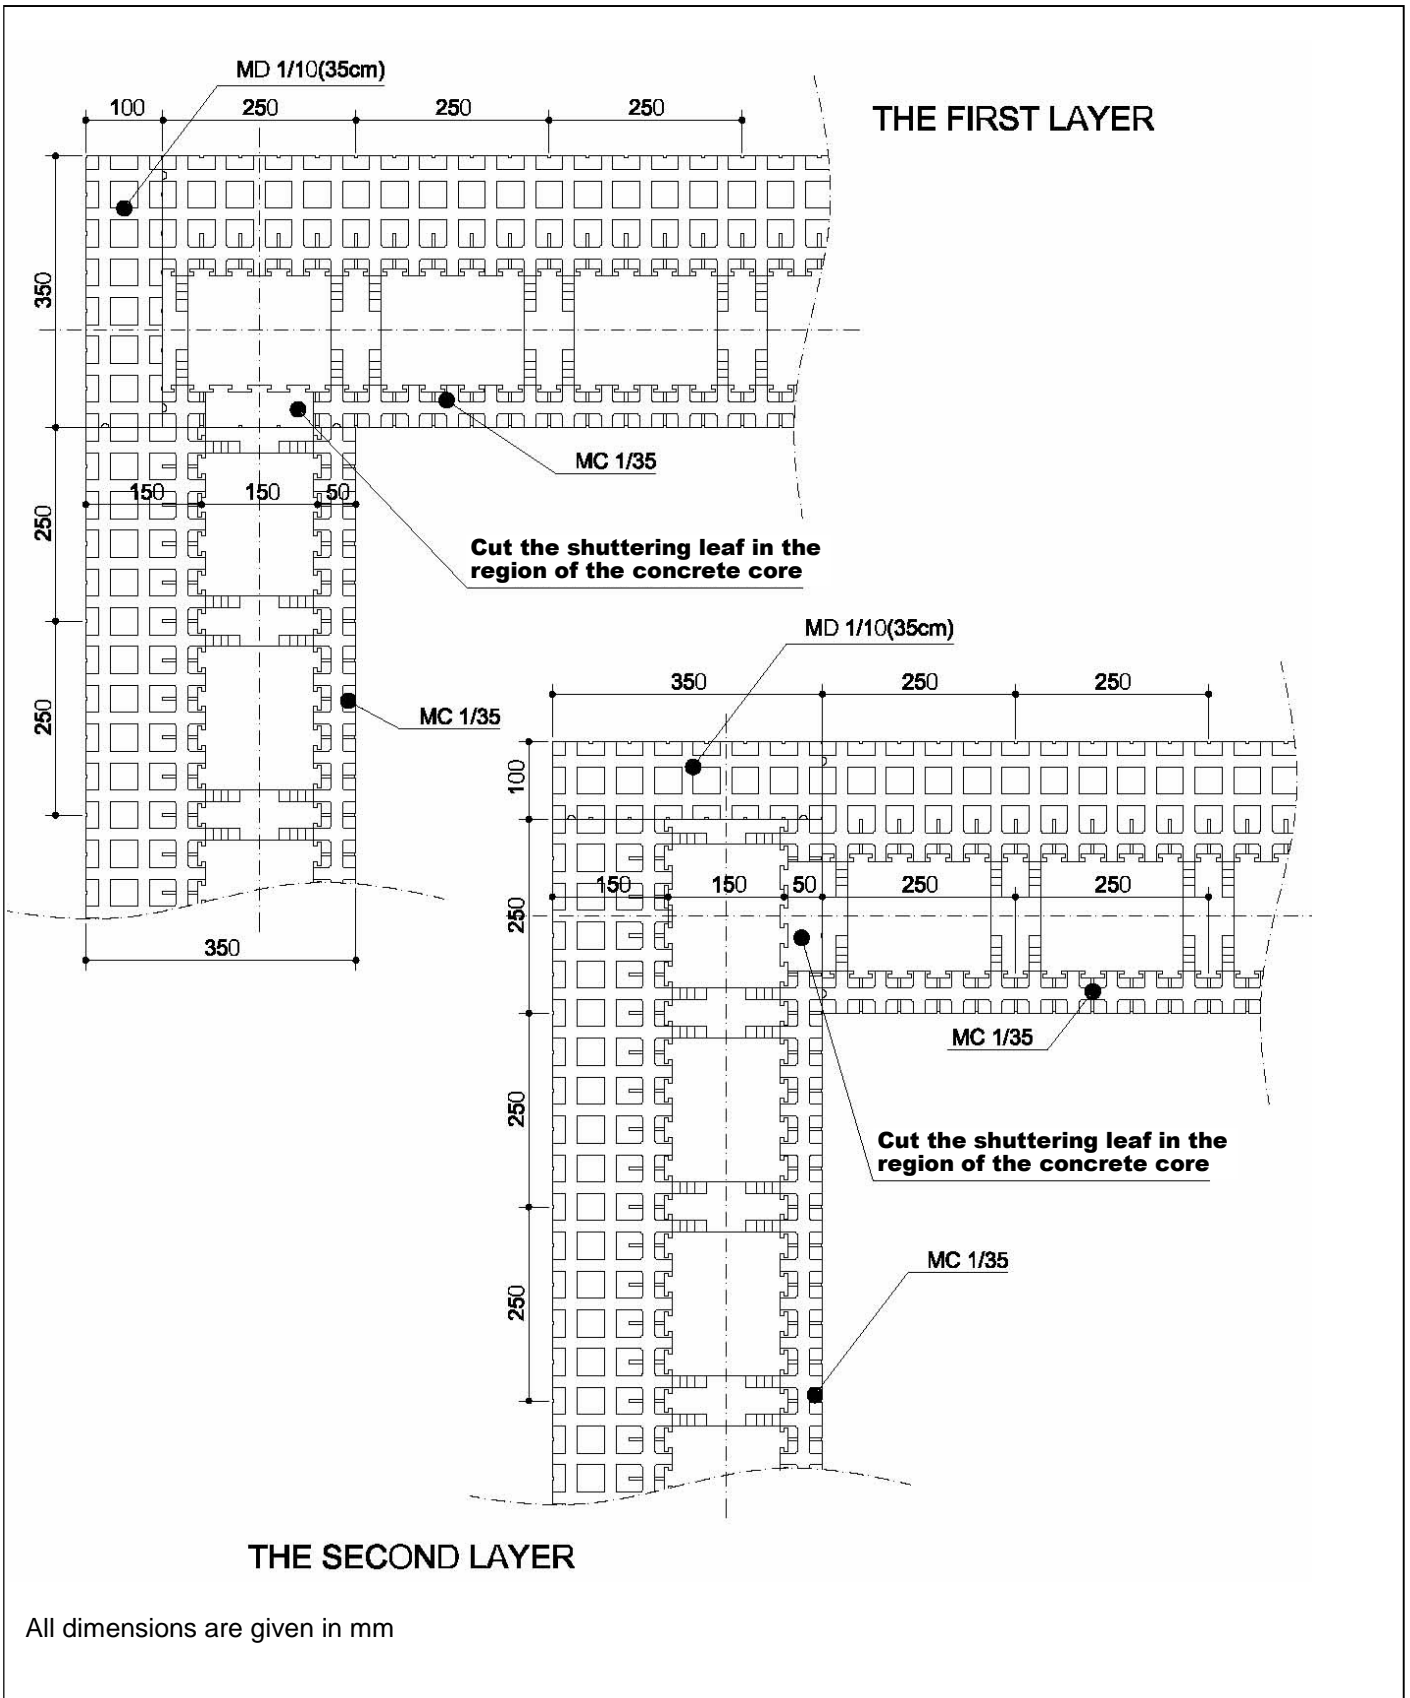 MD 1/10(35cm)
100
250
250
250
THE FIRST LAYER
350
MC 1/35
150
150
50
250
Cut the shuttering leaf in the
region of the concrete core
MD 1/10(35cm)
350
250
250
250
MC 1/35
100
150
150
50
250
250
250
350
MC 1/35
250
Cut the shuttering leaf in the
region of the concrete core
MC 1/35
250
THE SECOND LAYER
All dimensions are given in mm